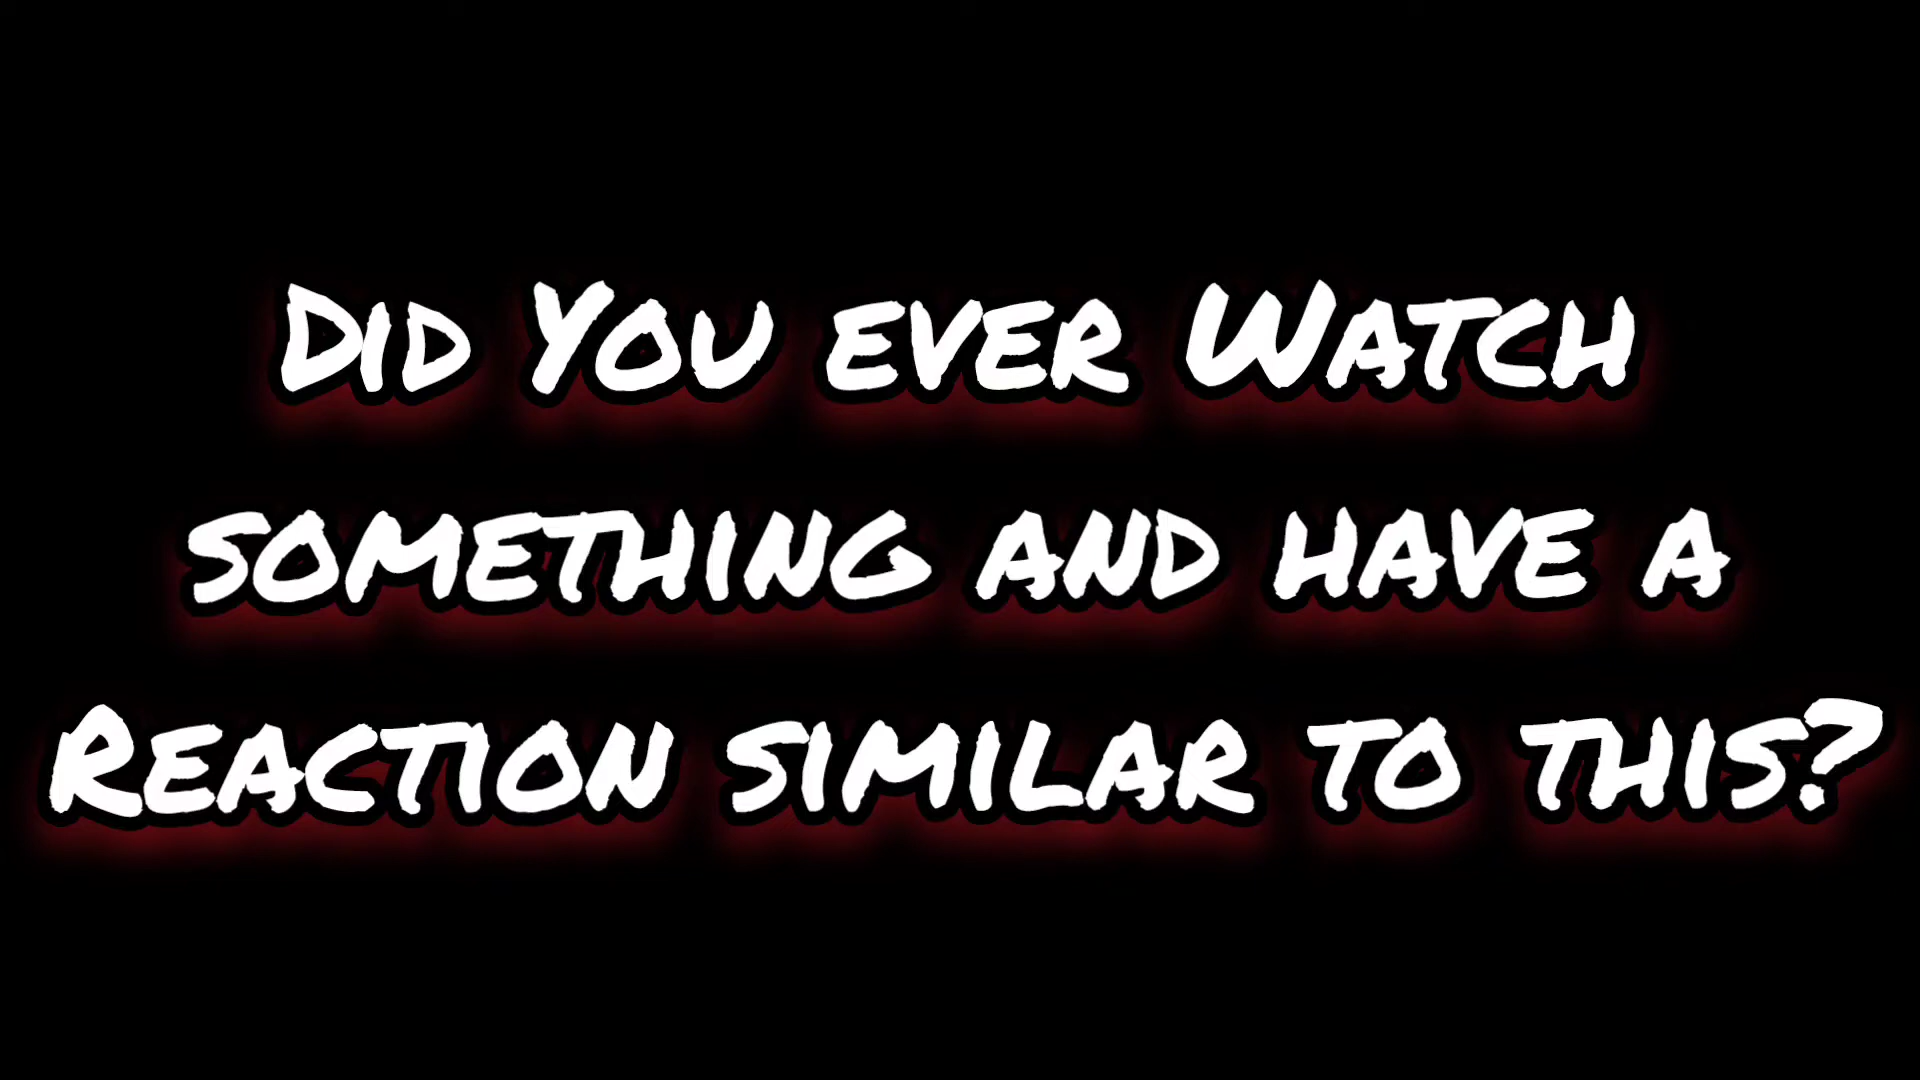 Did You ever Watch
something and have a
Reaction similar to this?